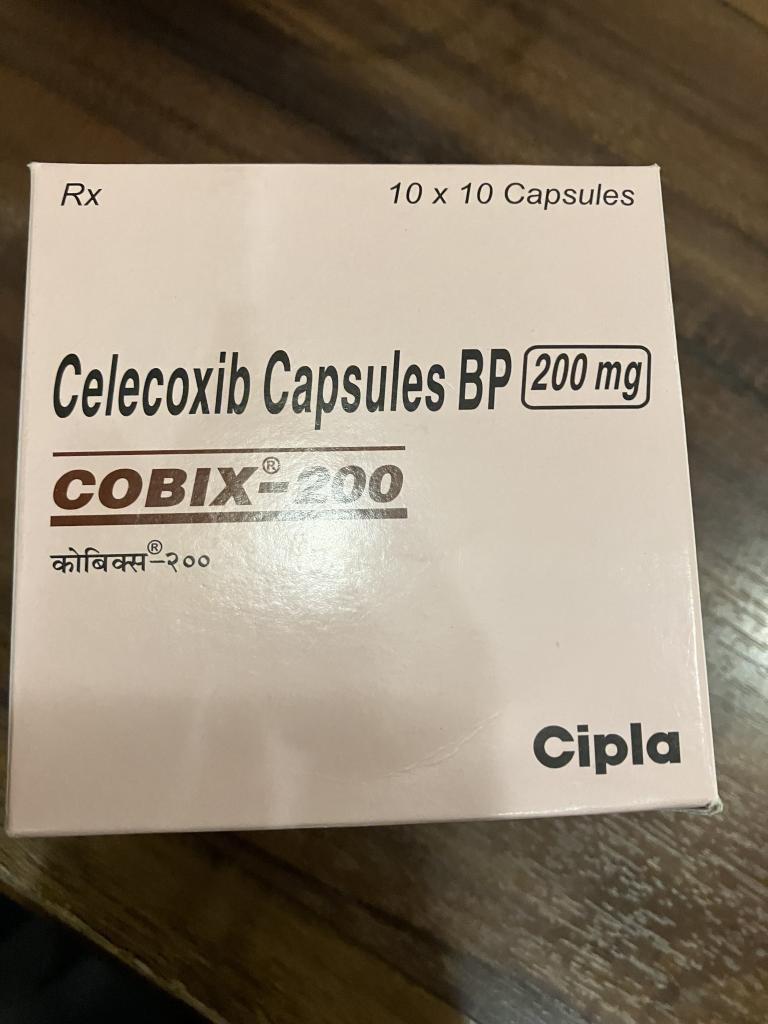 Rx 10 x 10 Capsules
Celecoxib Capsules BP 200 mg
COBIX®-200
कोबिक्स®-२००
Cipla